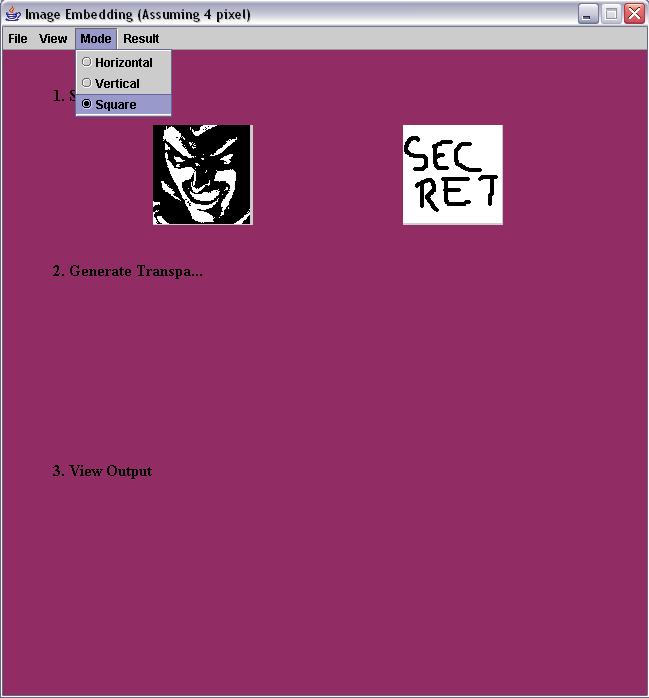 Image Embedding (Assuming 4 pixel)
File View Mode Result
Horizontal
Vertical
Square
1. S
SEC
RET
2. Generate Transpa...
3. View Output